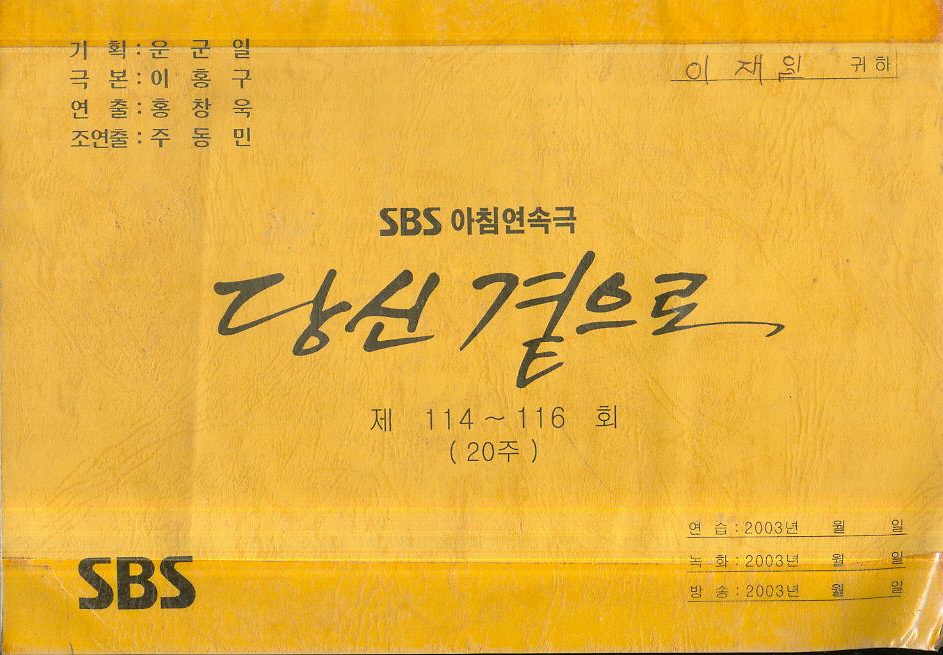 기 획 : 운 군 일
극 본 : 이 홍 구
연 출 : 홍 창 욱
조연출 : 주 동 민
이 재 일 귀하
SBS 아침연속극
당신 곁으로
제 114 ~ 116 회
( 20주 )
연 습 : 2003년 월 일
녹 화 : 2003년 월 일
방 송 : 2003년 월 일
SBS